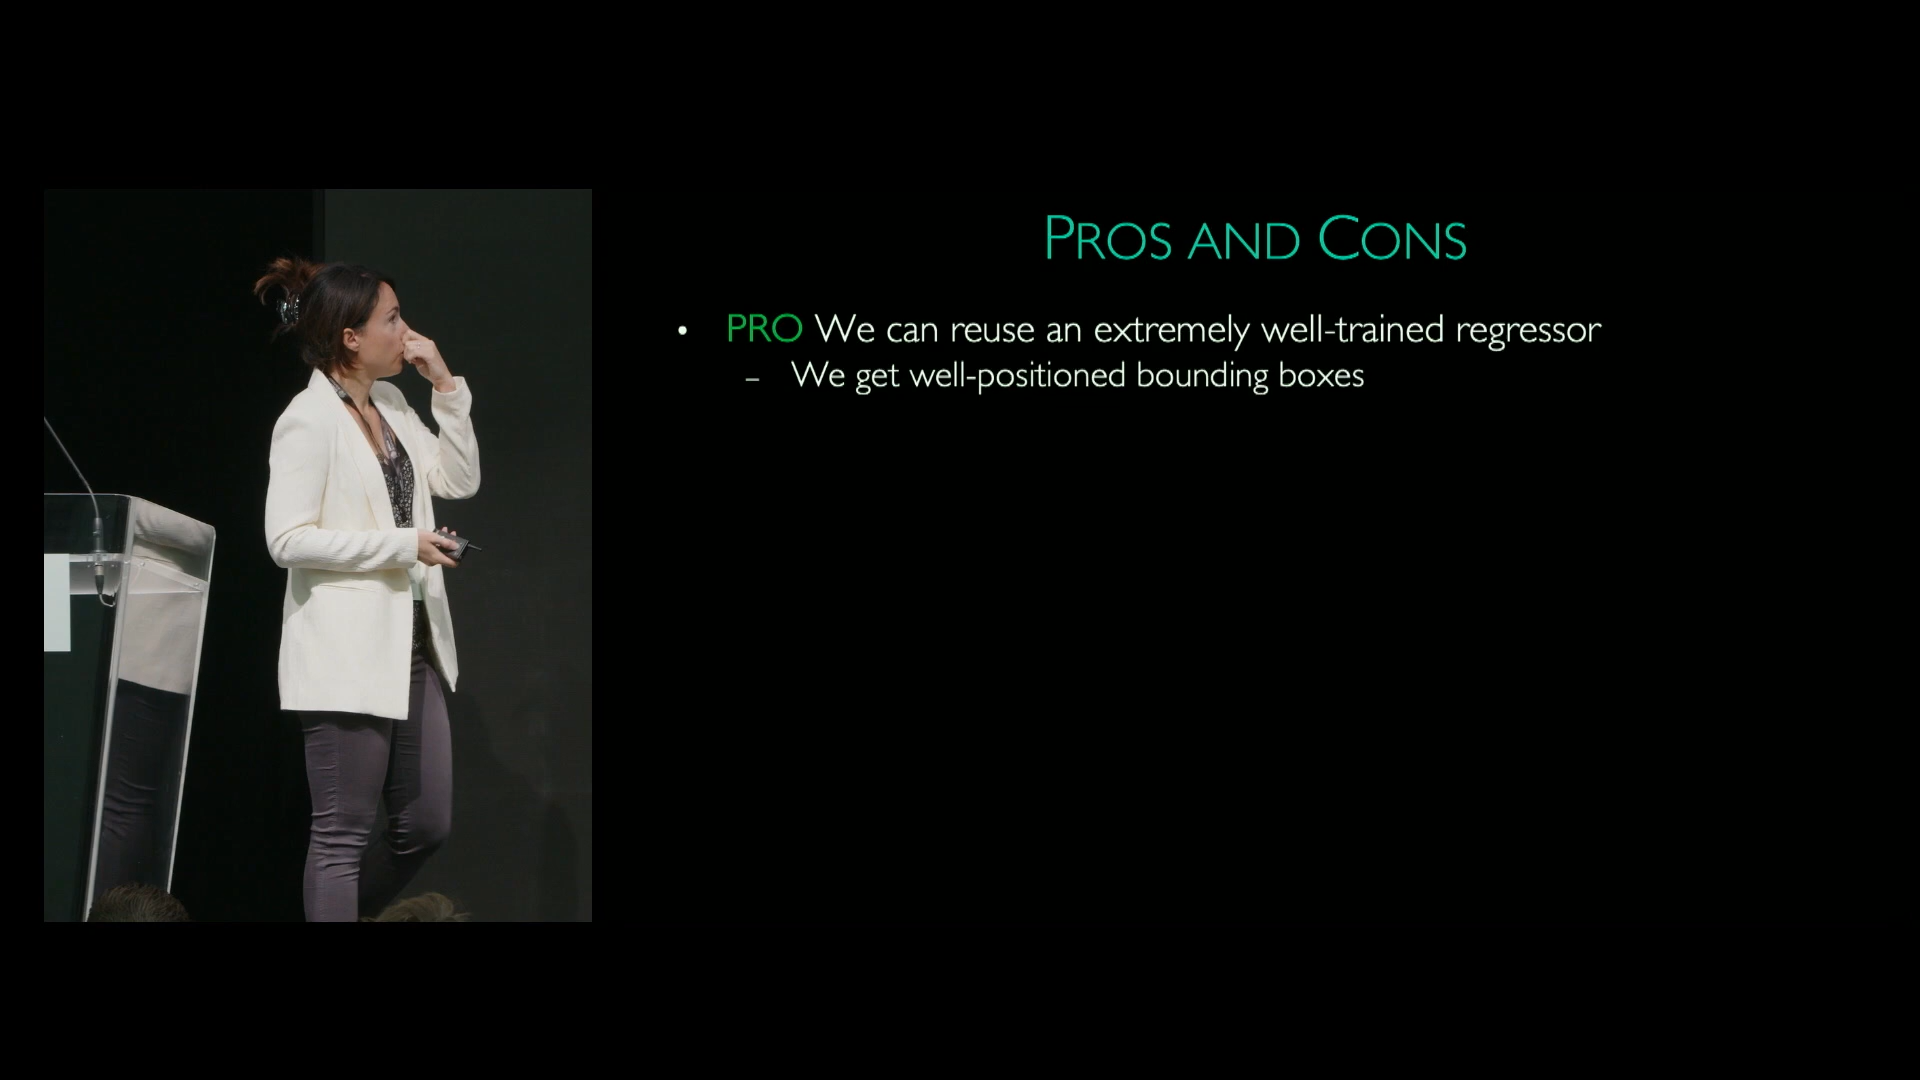 PROS AND CONS
• PRO We can reuse an extremely well-trained regressor
– We get well-positioned bounding boxes